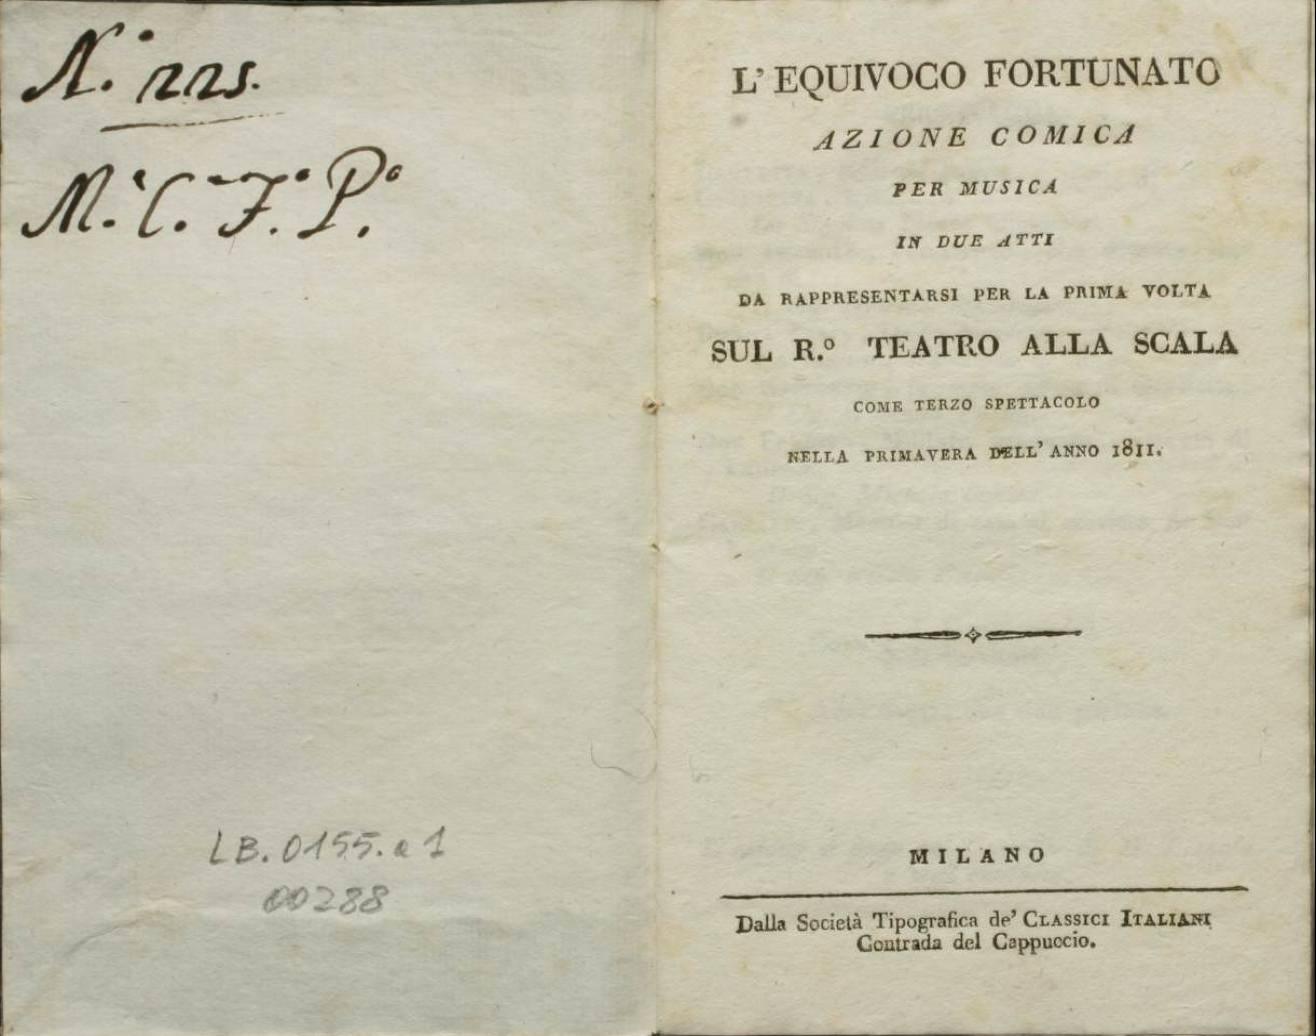 N.° 225.
M.° C.° F.° P.°
LB.0155.a 1
00288
L' EQUIVOCO FORTUNATO
AZIONE COMICA
PER MUSICA
IN DUE ATTI
DA RAPPRESENTARSI PER LA PRIMA VOLTA
SUL R.° TEATRO ALLA SCALA
COME TERZO SPETTACOLO
NELLA PRIMAVERA DELL' ANNO 1811.
MILANO
Dalla Società Tipografica de' CLASSICI ITALIANI
Contrada del Cappuccio.